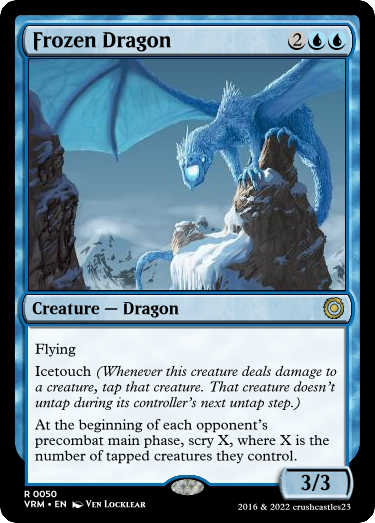 Frozen Dragon 2
Creature — Dragon
Flying
Icetouch (Whenever this creature deals damage to
a creature, tap that creature. That creature doesn't
untap during its controller's next untap step.)
At the beginning of each opponent's
precombat main phase, scry X, where X is the
number of tapped creatures they control.
3/3
R 0050
VRM • EN Ven Locklear
2016 & 2022 crushcastles23